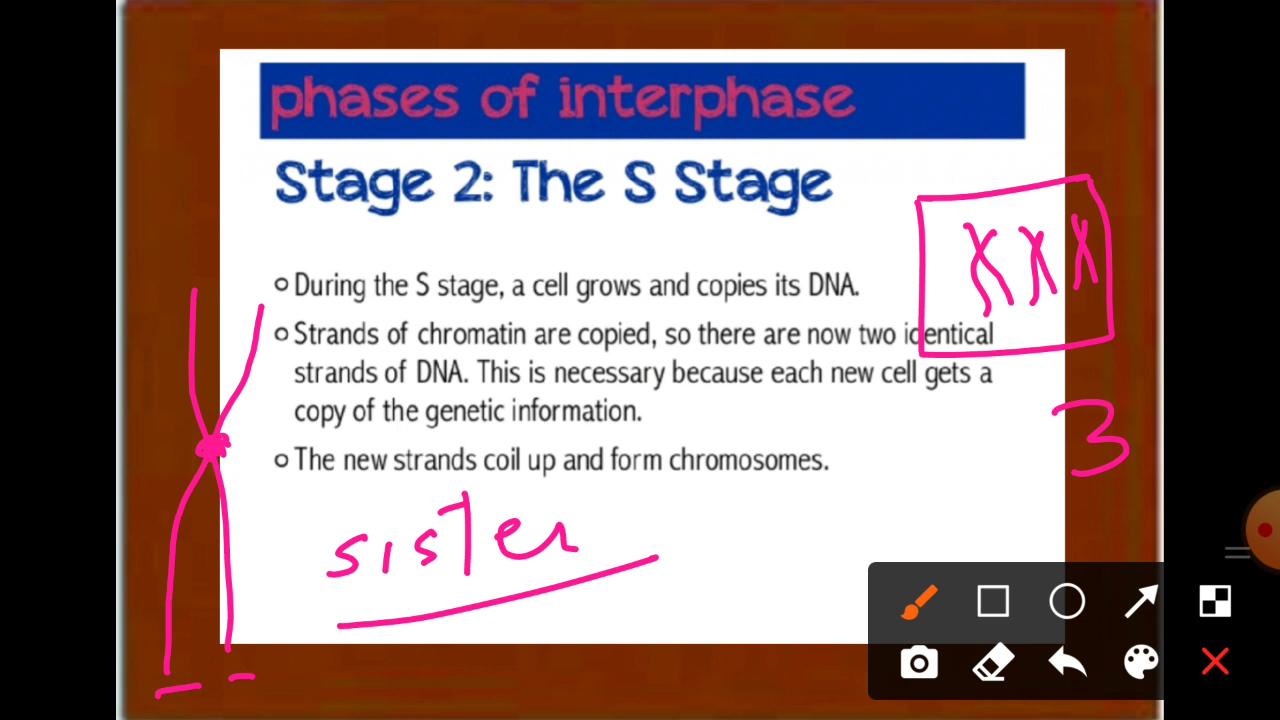 phases of interphase
Stage 2: The S Stage
During the S stage, a cell grows and copies its DNA.
Strands of chromatin are copied, so there are now two identical
strands of DNA. This is necessary because each new cell gets a
copy of the genetic information.
3
The new strands coil up and form chromosomes.
sister